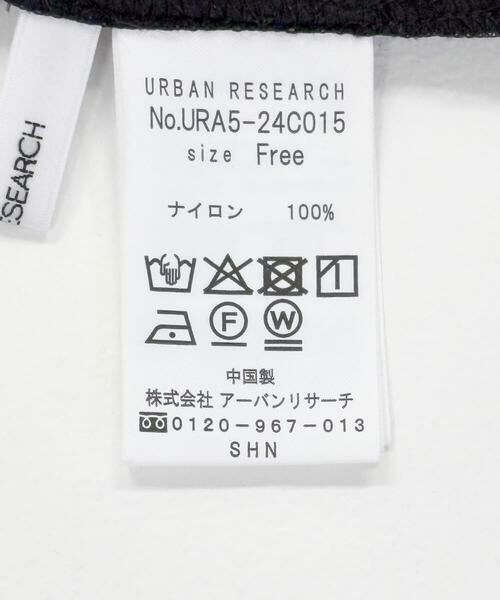 URBAN RESEARCH
No.URA5-24C015
size Free
ナイロン 100%
F W
中国製
株式会社 アーバンリサーチ
0120-967-013
SHN
ESEARCH